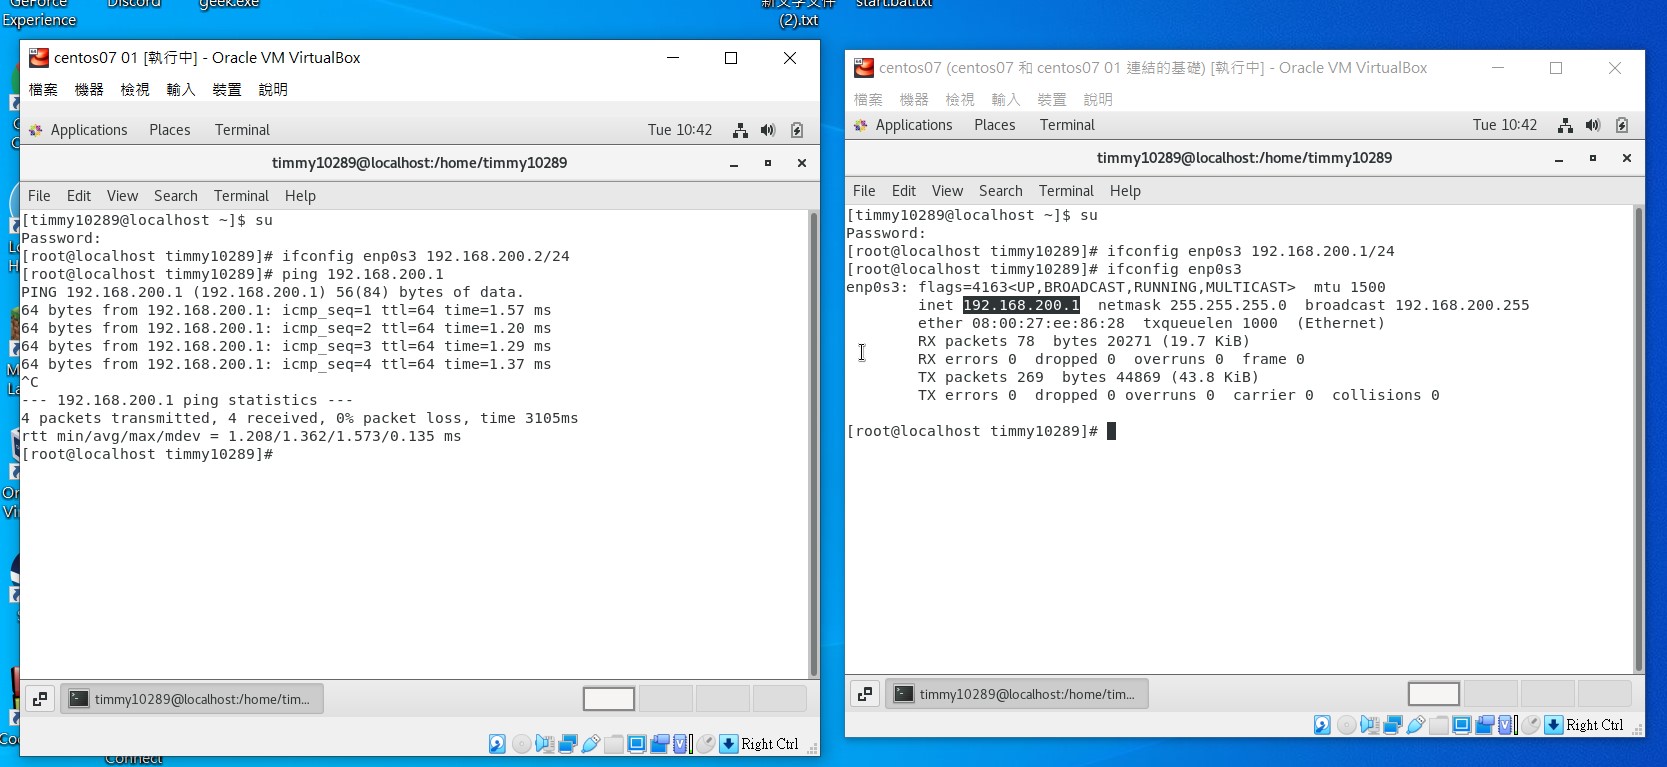 GeForce
Experience
Discord
geek.exe
新文字文件
(2).txt
start.bat.txt
centos07 01 [執行中] - Oracle VM VirtualBox
檔案 機器 檢視 輸入 裝置 說明
Applications Places Terminal Tue 10:42
timmy10289@localhost:/home/timmy10289
File Edit View Search Terminal Help
[timmy10289@localhost ~]$ su
Password:
[root@localhost timmy10289]# ifconfig enp0s3 192.168.200.2/24
[root@localhost timmy10289]# ping 192.168.200.1
PING 192.168.200.1 (192.168.200.1) 56(84) bytes of data.
64 bytes from 192.168.200.1: icmp_seq=1 ttl=64 time=1.57 ms
64 bytes from 192.168.200.1: icmp_seq=2 ttl=64 time=1.20 ms
64 bytes from 192.168.200.1: icmp_seq=3 ttl=64 time=1.29 ms
64 bytes from 192.168.200.1: icmp_seq=4 ttl=64 time=1.37 ms
^C
--- 192.168.200.1 ping statistics ---
4 packets transmitted, 4 received, 0% packet loss, time 3105ms
rtt min/avg/max/mdev = 1.208/1.362/1.573/0.135 ms
[root@localhost timmy10289]#
timmy10289@localhost:/home/tim...
Right Ctrl
centos07 (centos07 和 centos07 01 連結的基礎) [執行中] - Oracle VM VirtualBox
檔案 機器 檢視 輸入 裝置 說明
Applications Places Terminal Tue 10:42
timmy10289@localhost:/home/timmy10289
File Edit View Search Terminal Help
[timmy10289@localhost ~]$ su
Password:
[root@localhost timmy10289]# ifconfig enp0s3 192.168.200.1/24
[root@localhost timmy10289]# ifconfig enp0s3
enp0s3: flags=4163<UP,BROADCAST,RUNNING,MULTICAST>  mtu 1500
inet 192.168.200.1  netmask 255.255.255.0  broadcast 192.168.200.255
ether 08:00:27:ee:86:28  txqueuelen 1000  (Ethernet)
RX packets 78  bytes 20271 (19.7 KiB)
RX errors 0  dropped 0  overruns 0  frame 0
TX packets 269  bytes 44869 (43.8 KiB)
TX errors 0  dropped 0 overruns 0  carrier 0  collisions 0
[root@localhost timmy10289]#
timmy10289@localhost:/home/tim...
Right Ctrl
Connect